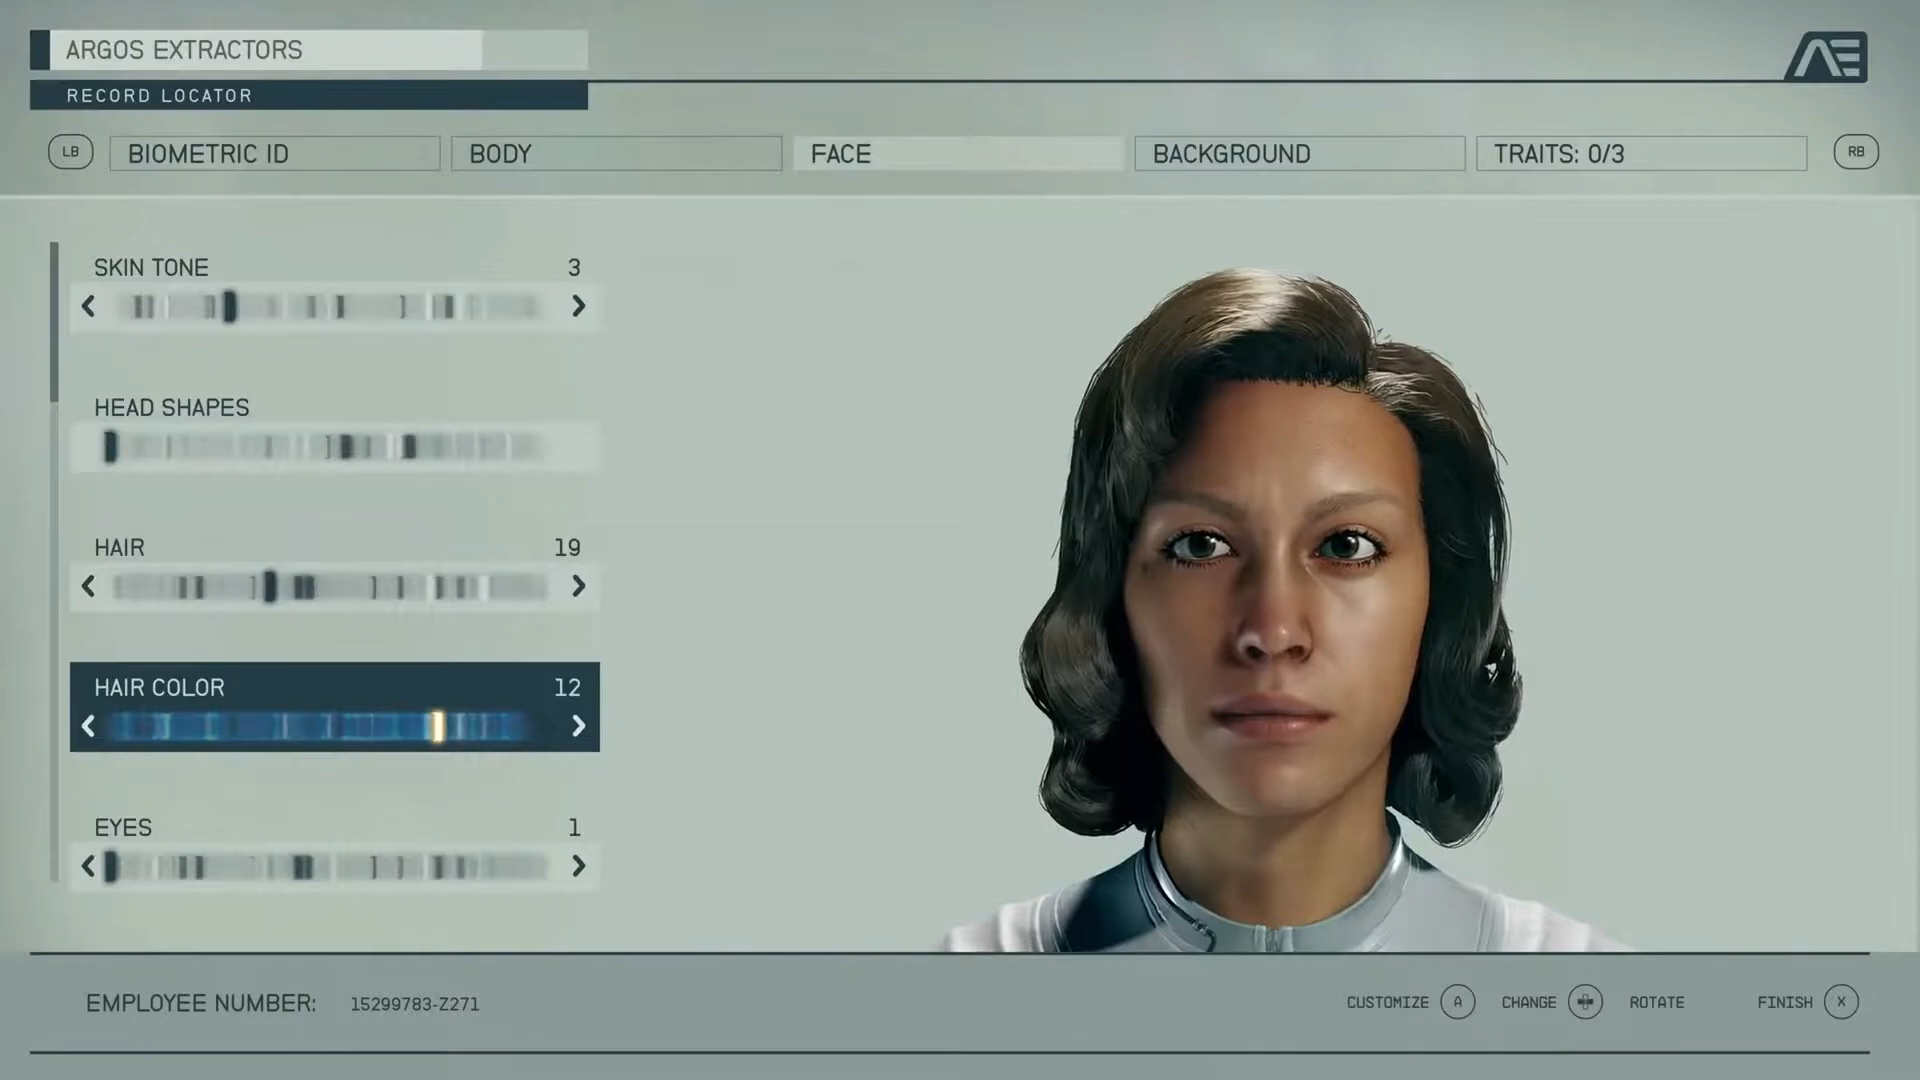 ARGOS EXTRACTORS
AE
RECORD LOCATOR
LB
BIOMETRIC ID
BODY
FACE
BACKGROUND
TRAITS: 0/3
RB
SKIN TONE 3
HEAD SHAPES
HAIR 19
HAIR COLOR 12
EYES 1
EMPLOYEE NUMBER: 15299783-Z271
CUSTOMIZE A CHANGE ROTATE FINISH X